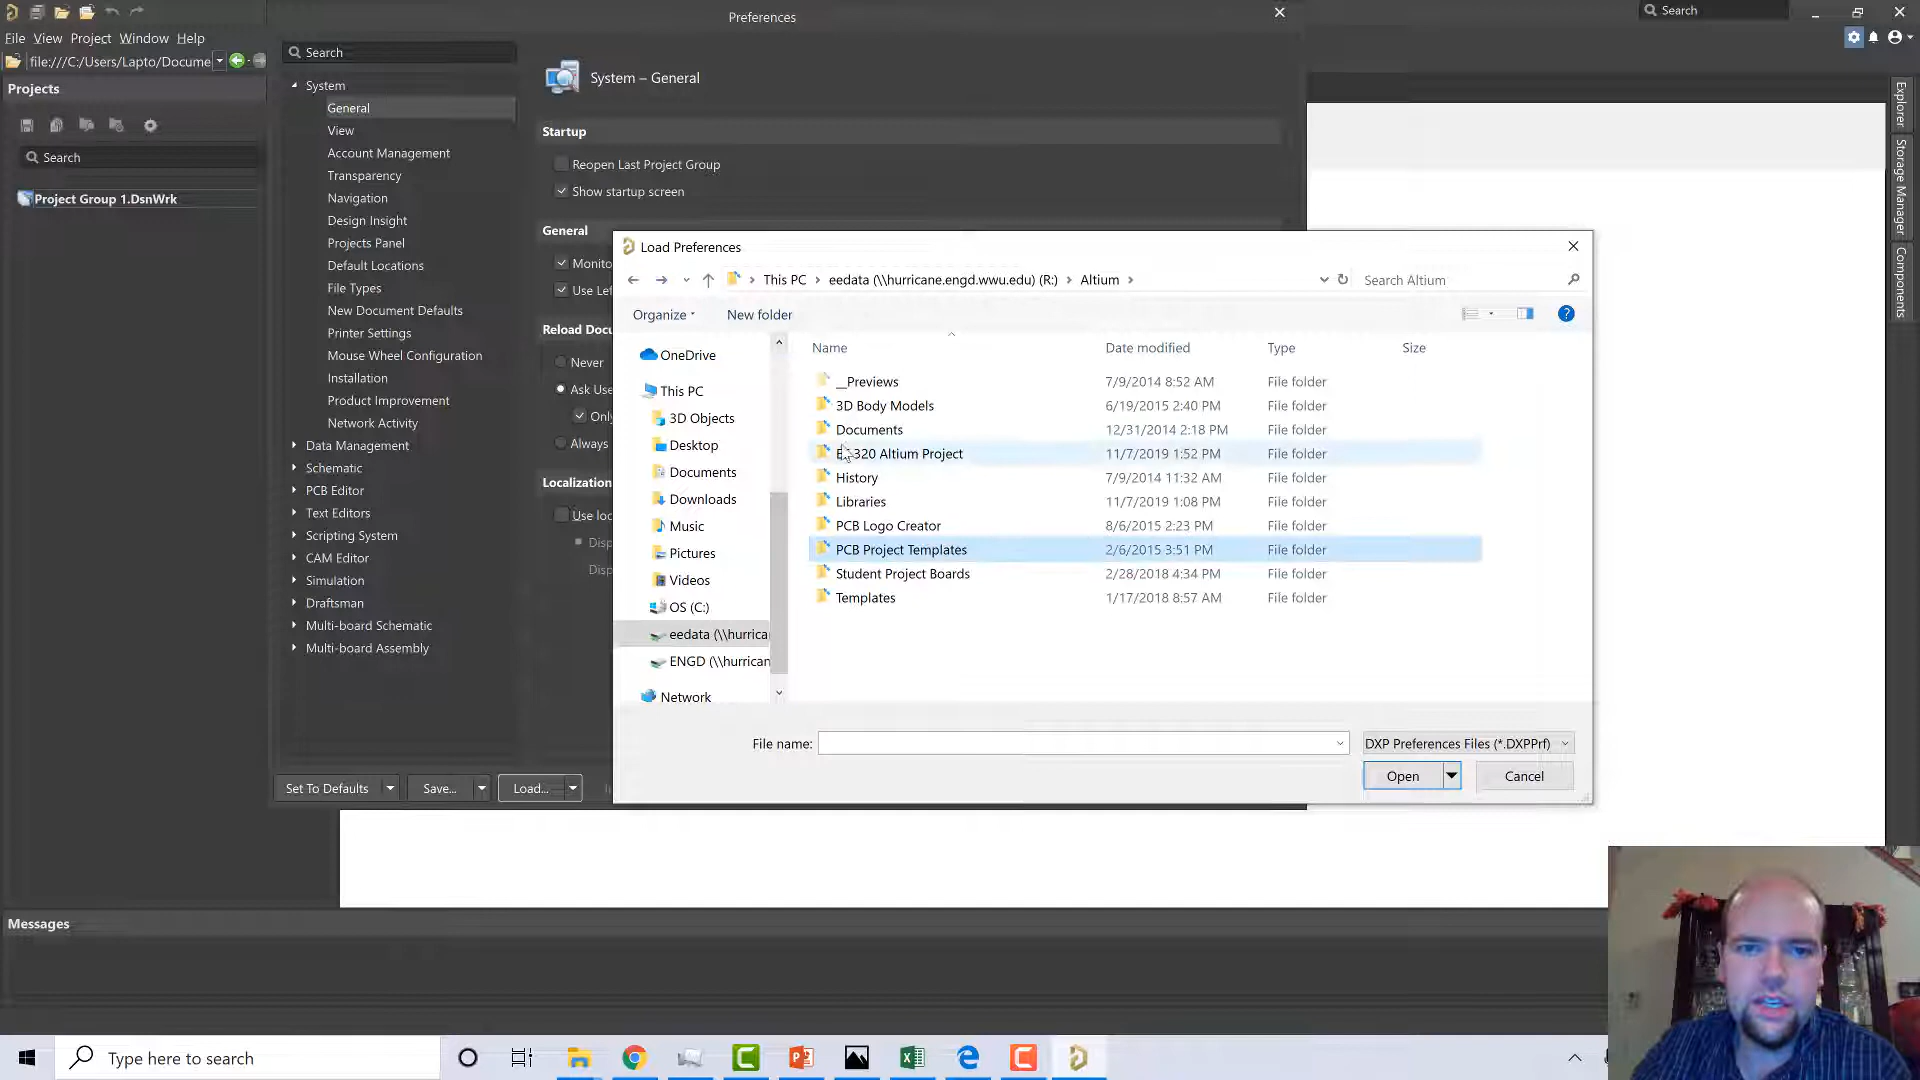 Preferences
Search
File View Project Window Help
Search
file:///C:/Users/Lapto/Docume
Projects
Search
Project Group 1.DsnWrk
System
General
View
Account Management
Transparency
Navigation
Design Insight
Projects Panel
Default Locations
File Types
New Document Defaults
Printer Settings
Mouse Wheel Configuration
Installation
Product Improvement
Network Activity
Data Management
Schematic
PCB Editor
Text Editors
Scripting System
CAM Editor
Simulation
Draftsman
Multi-board Schematic
Multi-board Assembly
Set To Defaults
Save...
Load...
System – General
Startup
Reopen Last Project Group
Show startup screen
General
Monito
Use Lef
Reload Docu
Never
Ask Use
Only
Always
Localization
Use loc
Disp
Disp
Load Preferences
This PC
eedata (\\hurricane.engd.wwu.edu) (R:)
Altium
Search Altium
Organize
New folder
OneDrive
This PC
3D Objects
Desktop
Documents
Downloads
Music
Pictures
Videos
OS (C:)
eedata (\\hurrica
ENGD (\\hurrican
Network
Name Date modified Type Size
__Previews 7/9/2014 8:52 AM File folder
3D Body Models 6/19/2015 2:40 PM File folder
Documents 12/31/2014 2:18 PM File folder
320 Altium Project 11/7/2019 1:52 PM File folder
History 7/9/2014 11:32 AM File folder
Libraries 11/7/2019 1:08 PM File folder
PCB Logo Creator 8/6/2015 2:23 PM File folder
PCB Project Templates 2/6/2015 3:51 PM File folder
Student Project Boards 2/28/2018 4:34 PM File folder
Templates 1/17/2018 8:57 AM File folder
File name:
DXP Preferences Files (*.DXPPrf)
Open
Cancel
Explorer
Storage Manager
Components
Messages
Type here to search